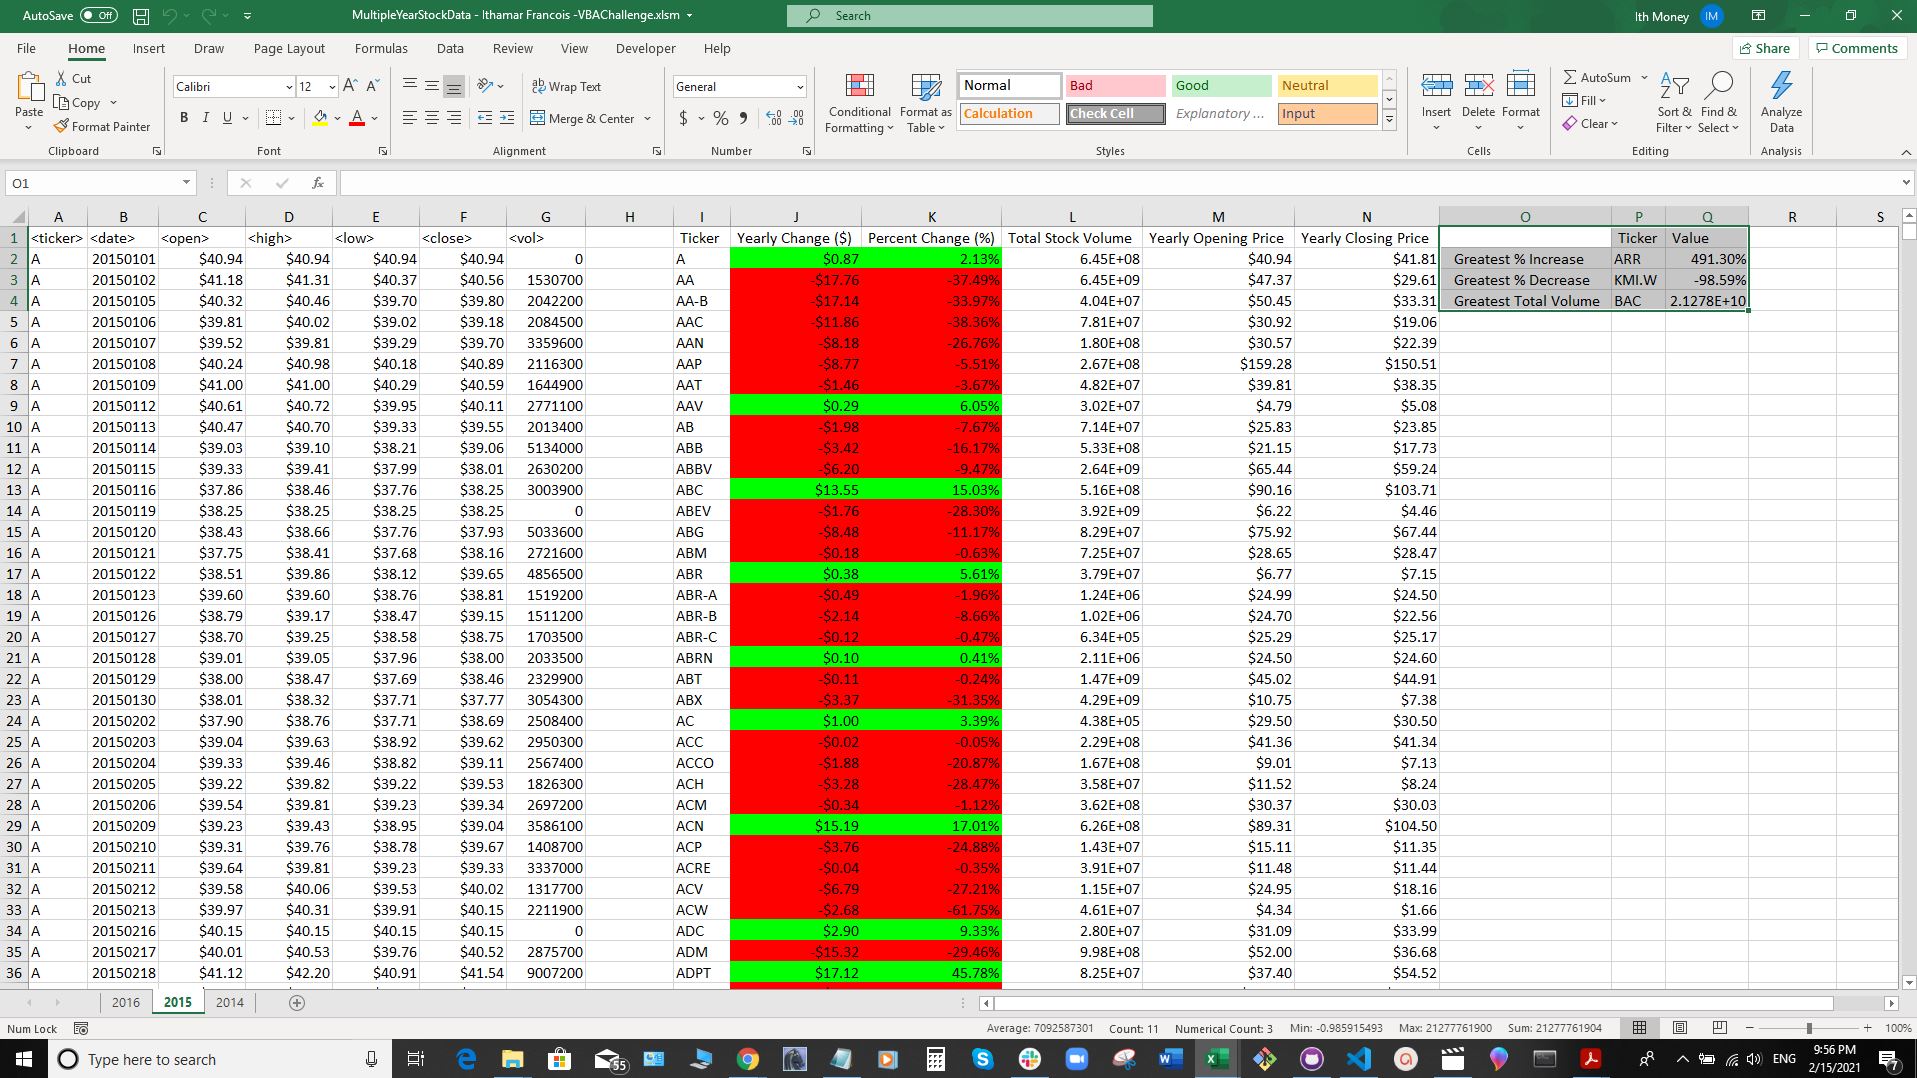 AutoSave Off MultipleYearStockData - Ithamar Francois -VBAChallenge.xlsm Search Ith Money IM
File Home Insert Draw Page Layout Formulas Data Review View Developer Help Share Comments
Paste Cut Copy Format Painter Clipboard
Calibri 12 A A B I U A Font
Wrap Text Merge & Center Alignment
General $ % Number
Conditional Formatting Format as Table
Normal Bad Good Neutral
Calculation Check Cell Explanatory ... Input
Styles
Insert Delete Format Cells
AutoSum Fill Clear Sort & Filter Find & Select Editing
Analyze Data Analysis
O1 fx
A B C D E F G H I J K L M N O P Q R S
1 <ticker> <date> <open> <high> <low> <close> <vol> Ticker Yearly Change ($) Percent Change (%) Total Stock Volume Yearly Opening Price Yearly Closing Price Ticker Value
2 A 20150101 $40.94 $40.94 $40.94 $40.94 0 A $0.87 2.13% 6.45E+08 $40.94 $41.81 Greatest % Increase ARR 491.30%
3 A 20150102 $41.18 $41.31 $40.37 $40.56 1530700 AA -$17.76 -37.49% 6.45E+09 $47.37 $29.61 Greatest % Decrease KMI.W -98.59%
4 A 20150105 $40.32 $40.46 $39.70 $39.80 2042200 AA-B -$17.14 -33.97% 4.04E+07 $50.45 $33.31 Greatest Total Volume BAC 2.1278E+10
5 A 20150106 $39.81 $40.02 $39.02 $39.18 2084500 AAC -$11.86 -38.36% 7.81E+07 $30.92 $19.06
6 A 20150107 $39.52 $39.81 $39.29 $39.70 3359600 AAN -$8.18 -26.76% 1.80E+08 $30.57 $22.39
7 A 20150108 $40.24 $40.98 $40.18 $40.89 2116300 AAP -$8.77 -5.51% 2.67E+08 $159.28 $150.51
8 A 20150109 $41.00 $41.00 $40.29 $40.59 1644900 AAT -$1.46 -3.67% 4.82E+07 $39.81 $38.35
9 A 20150112 $40.61 $40.72 $39.95 $40.11 2771100 AAV $0.29 6.05% 3.02E+07 $4.79 $5.08
10 A 20150113 $40.47 $40.70 $39.33 $39.55 2013400 AB -$1.98 -7.67% 7.14E+07 $25.83 $23.85
11 A 20150114 $39.03 $39.10 $38.21 $39.06 5134000 ABB -$3.42 -16.17% 5.33E+08 $21.15 $17.73
12 A 20150115 $39.33 $39.41 $37.99 $38.01 2630200 ABBV -$6.20 -9.47% 2.64E+09 $65.44 $59.24
13 A 20150116 $37.86 $38.46 $37.76 $38.25 3003900 ABC $13.55 15.03% 5.16E+08 $90.16 $103.71
14 A 20150119 $38.25 $38.25 $38.25 $38.25 0 ABEV -$1.76 -28.30% 3.92E+09 $6.22 $4.46
15 A 20150120 $38.43 $38.66 $37.76 $37.93 5033600 ABG -$8.48 -11.17% 8.29E+07 $75.92 $67.44
16 A 20150121 $37.75 $38.41 $37.68 $38.16 2721600 ABM -$0.18 -0.63% 7.25E+07 $28.65 $28.47
17 A 20150122 $38.51 $39.86 $38.12 $39.65 4856500 ABR $0.38 5.61% 3.79E+07 $6.77 $7.15
18 A 20150123 $39.60 $39.60 $38.76 $38.81 1519200 ABR-A -$0.49 -1.96% 1.24E+06 $24.99 $24.50
19 A 20150126 $38.79 $39.17 $38.47 $39.15 1511200 ABR-B -$2.14 -8.66% 1.02E+06 $24.70 $22.56
20 A 20150127 $38.70 $39.25 $38.58 $38.75 1703500 ABR-C -$0.12 -0.47% 6.34E+05 $25.29 $25.17
21 A 20150128 $39.01 $39.05 $37.96 $38.00 2033500 ABRN $0.10 0.41% 2.11E+06 $24.50 $24.60
22 A 20150129 $38.00 $38.47 $37.69 $38.46 2329900 ABT -$0.11 -0.24% 1.47E+09 $45.02 $44.91
23 A 20150130 $38.01 $38.32 $37.71 $37.77 3054300 ABX -$3.37 -31.35% 4.29E+09 $10.75 $7.38
24 A 20150202 $37.90 $38.76 $37.71 $38.69 2508400 AC $1.00 3.39% 4.38E+05 $29.50 $30.50
25 A 20150203 $39.04 $39.63 $38.92 $39.62 2950300 ACC -$0.02 -0.05% 2.29E+08 $41.36 $41.34
26 A 20150204 $39.33 $39.46 $38.82 $39.11 2567400 ACCO -$1.88 -20.87% 1.67E+08 $9.01 $7.13
27 A 20150205 $39.22 $39.82 $39.22 $39.53 1826300 ACH -$3.28 -28.47% 3.58E+07 $11.52 $8.24
28 A 20150206 $39.54 $39.81 $39.23 $39.34 2697200 ACM -$0.34 -1.12% 3.62E+08 $30.37 $30.03
29 A 20150209 $39.23 $39.43 $38.95 $39.04 3586100 ACN $15.19 17.01% 6.26E+08 $89.31 $104.50
30 A 20150210 $39.31 $39.76 $38.78 $39.67 1408700 ACP -$3.76 -24.88% 1.43E+07 $15.11 $11.35
31 A 20150211 $39.64 $39.81 $39.23 $39.33 3337000 ACRE -$0.04 -0.35% 3.91E+07 $11.48 $11.44
32 A 20150212 $39.58 $40.06 $39.53 $40.02 1317700 ACV -$6.79 -27.21% 1.15E+07 $24.95 $18.16
33 A 20150213 $39.97 $40.31 $39.91 $40.15 2211900 ACW -$2.68 -61.75% 4.61E+07 $4.34 $1.66
34 A 20150216 $40.15 $40.15 $40.15 $40.15 0 ADC $2.90 9.33% 2.80E+07 $31.09 $33.99
35 A 20150217 $40.01 $40.53 $39.76 $40.52 2875700 ADM -$15.32 -29.46% 9.98E+08 $52.00 $36.68
36 A 20150218 $41.12 $42.20 $40.91 $41.54 9007200 ADPT $17.12 45.78% 8.25E+07 $37.40 $54.52
2016 2015 2014
Num Lock Average: 7092587301 Count: 11 Numerical Count: 3 Min: -0.985915493 Max: 21277761900 Sum: 21277761904 100%
Type here to search 55 ENG 9:56 PM 2/15/2021 7